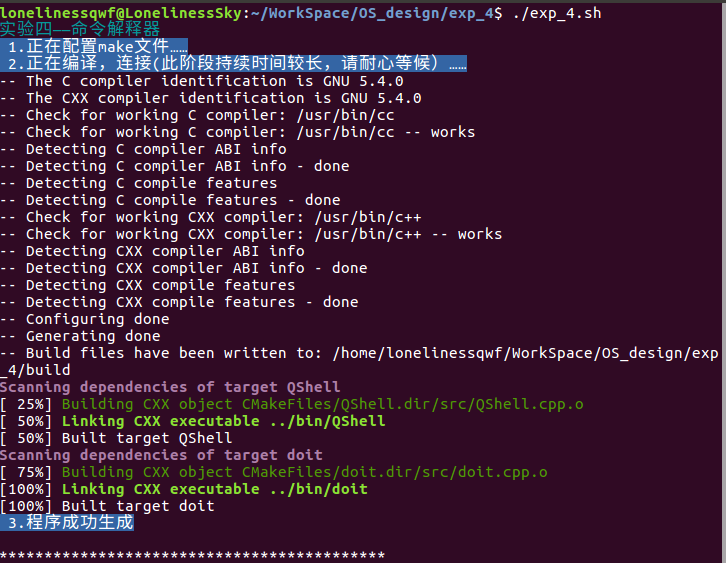 lonelinessqwf@LonelinessSky:~/WorkSpace/OS_design/exp_4$ ./exp_4.sh
实验四——命令解释器
1.正在配置make文件……
2.正在编译，连接(此阶段持续时间较长，请耐心等候）……
-- The C compiler identification is GNU 5.4.0
-- The CXX compiler identification is GNU 5.4.0
-- Check for working C compiler: /usr/bin/cc
-- Check for working C compiler: /usr/bin/cc -- works
-- Detecting C compiler ABI info
-- Detecting C compiler ABI info - done
-- Detecting C compile features
-- Detecting C compile features - done
-- Check for working CXX compiler: /usr/bin/c++
-- Check for working CXX compiler: /usr/bin/c++ -- works
-- Detecting CXX compiler ABI info
-- Detecting CXX compiler ABI info - done
-- Detecting CXX compile features
-- Detecting CXX compile features - done
-- Configuring done
-- Generating done
-- Build files have been written to: /home/lonelinessqwf/WorkSpace/OS_design/exp
_4/build
Scanning dependencies of target QShell
[ 25%] Building CXX object CMakeFiles/QShell.dir/src/QShell.cpp.o
[ 50%] Linking CXX executable ../bin/QShell
[ 50%] Built target QShell
Scanning dependencies of target doit
[ 75%] Building CXX object CMakeFiles/doit.dir/src/doit.cpp.o
[100%] Linking CXX executable ../bin/doit
[100%] Built target doit
3.程序成功生成
*******************************************